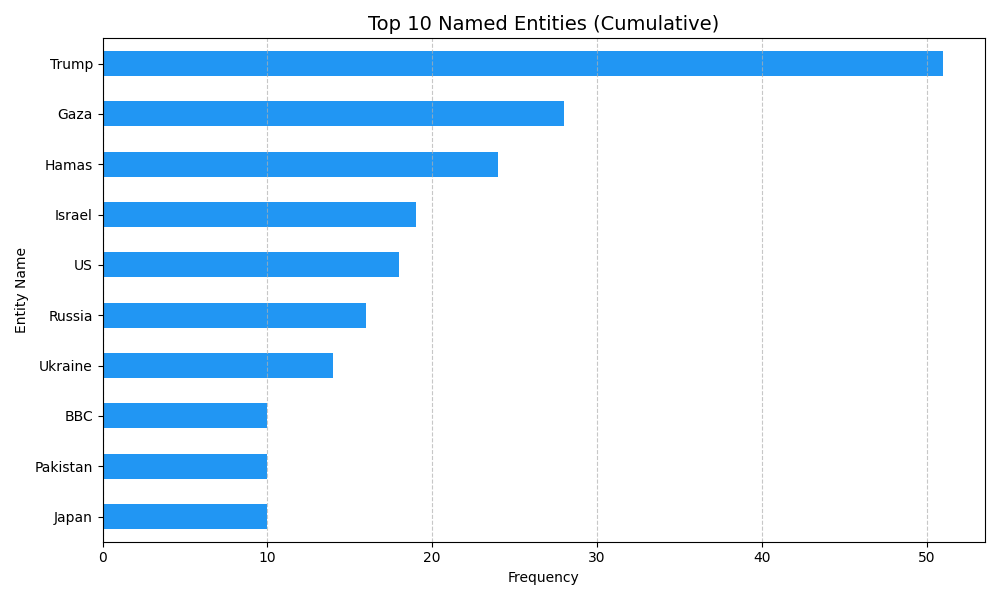 Top 10 Named Entities (Cumulative)
Entity Name
Trump
Gaza
Hamas
Israel
US
Russia
Ukraine
BBC
Pakistan
Japan
0 10 20 30 40 50
Frequency